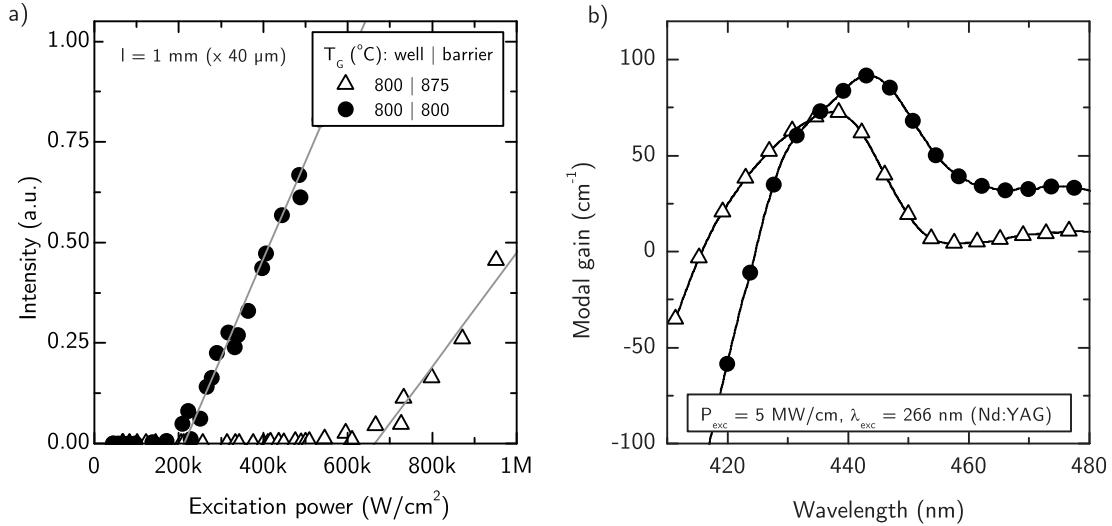 a)
l = 1 mm (× 40 μm)
T_G (°C): well | barrier
800 | 875
800 | 800
1.00
0.75
0.50
0.25
0.00
Intensity (a.u.)
0 200k 400k 600k 800k 1M
Excitation power (W/cm²)
b)
100
50
0
-50
-100
Modal gain (cm⁻¹)
P_exc = 5 MW/cm, λ_exc = 266 nm (Nd:YAG)
420 440 460 480
Wavelength (nm)